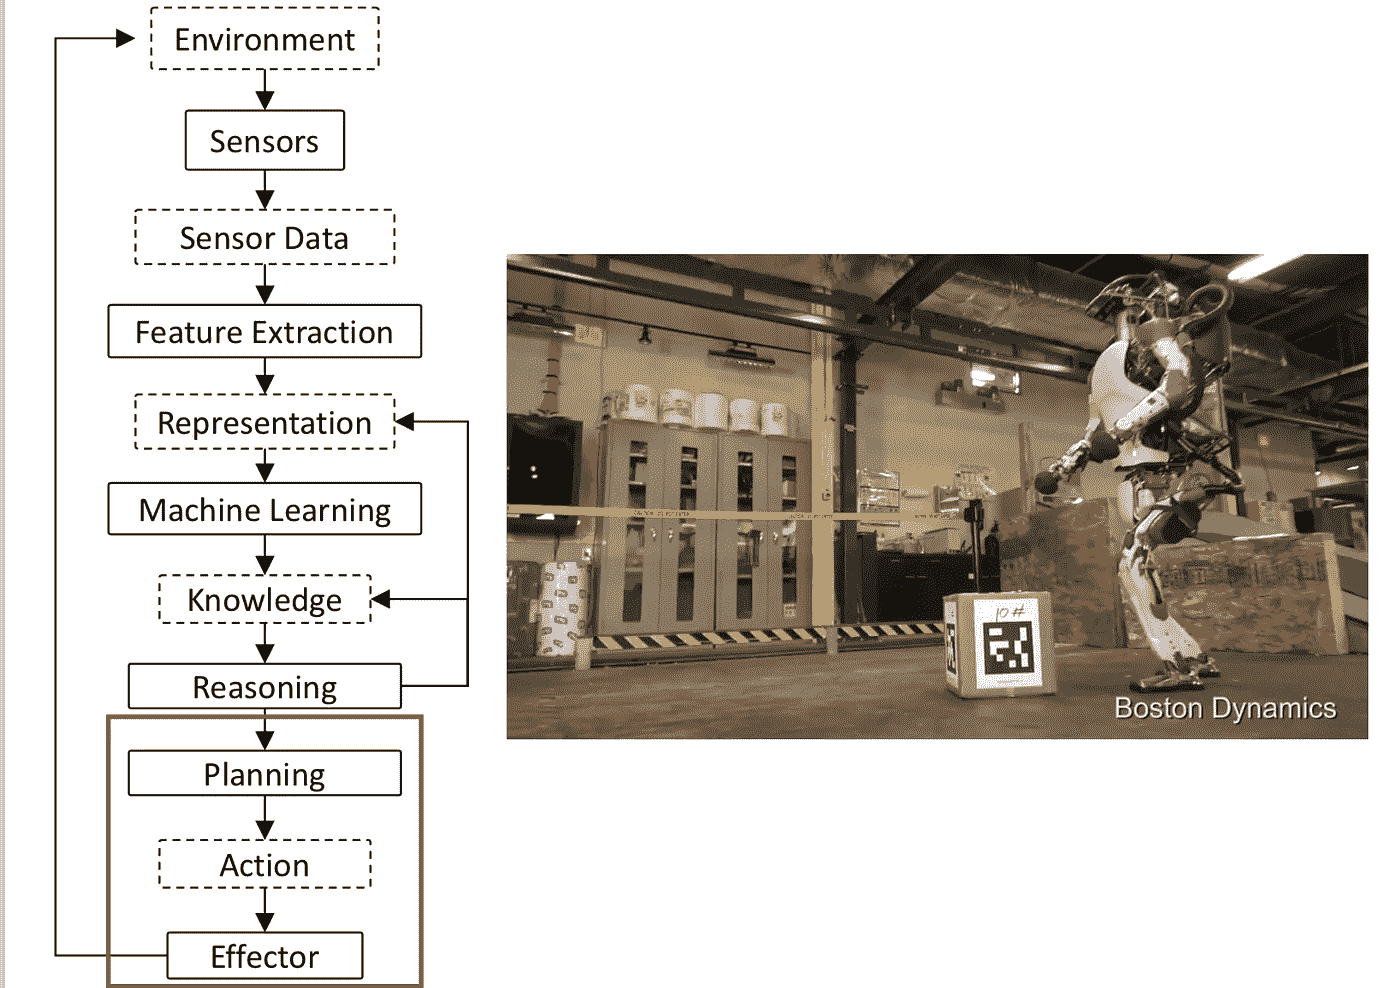 Environment
Sensors
Sensor Data
Feature Extraction
Representation
Machine Learning
Knowledge
Reasoning
Planning
Action
Effector
10 #
Boston Dynamics